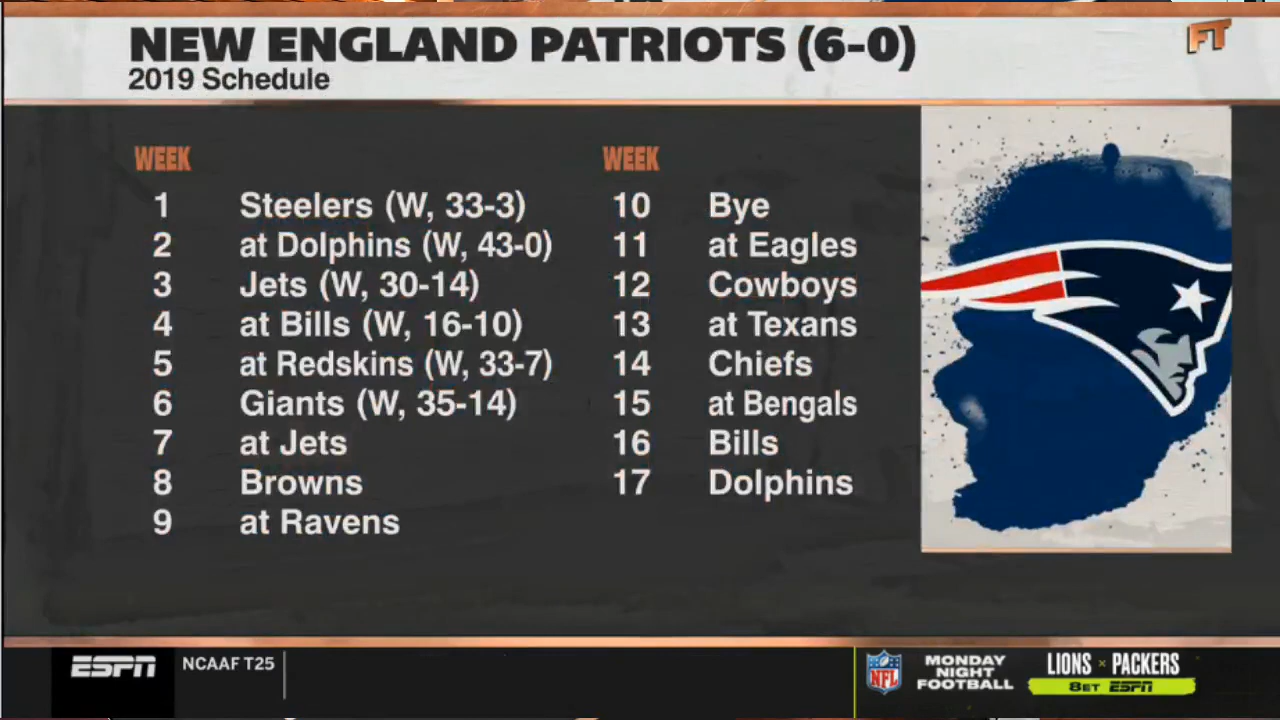 NEW ENGLAND PATRIOTS (6-0)
2019 Schedule
FT
WEEK
1 Steelers (W, 33-3)
2 at Dolphins (W, 43-0)
3 Jets (W, 30-14)
4 at Bills (W, 16-10)
5 at Redskins (W, 33-7)
6 Giants (W, 35-14)
7 at Jets
8 Browns
9 at Ravens
WEEK
10 Bye
11 at Eagles
12 Cowboys
13 at Texans
14 Chiefs
15 at Bengals
16 Bills
17 Dolphins
ESPN
NCAAF T25
NFL
MONDAY
NIGHT
FOOTBALL
LIONS × PACKERS
8ET ESPN